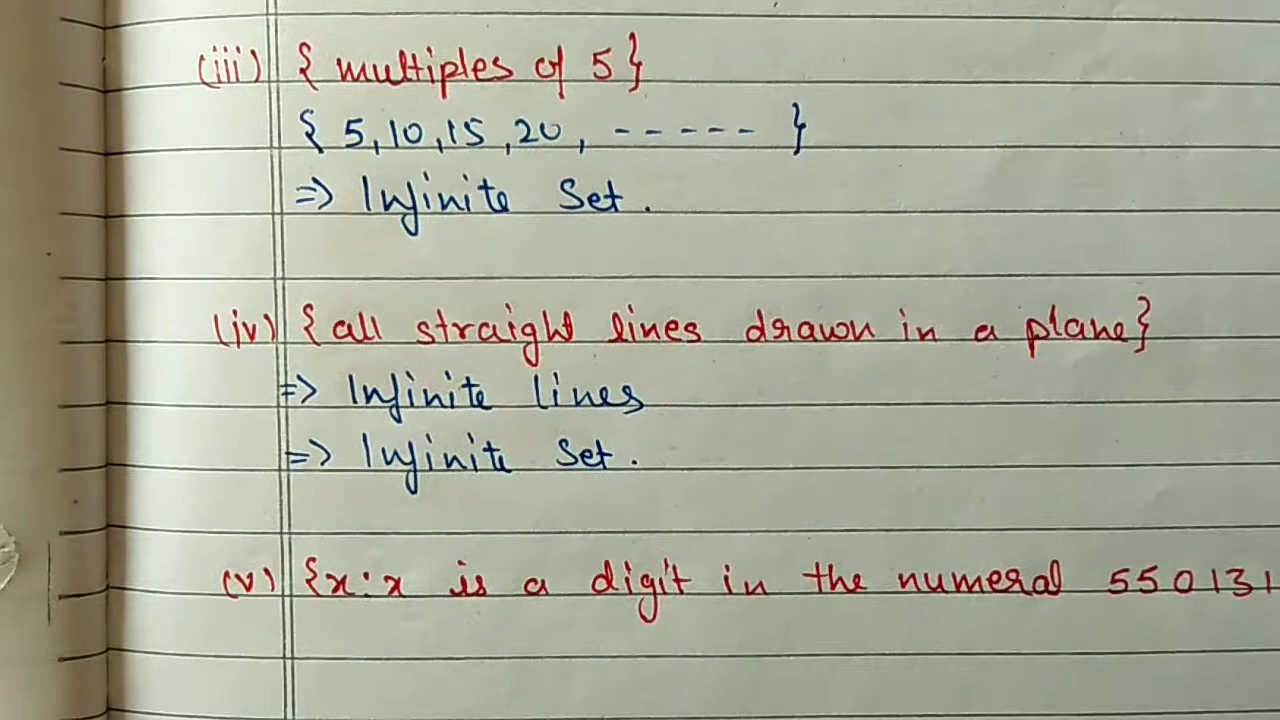 (iii) { multiples of 5}
{ 5,10,15,20, ----- }
=> Infinite Set.
(iv) {all straight lines drawn in a plane}
=> Infinite lines
=> Infinite Set.
(v) {x:x is a digit in the numeral 550131